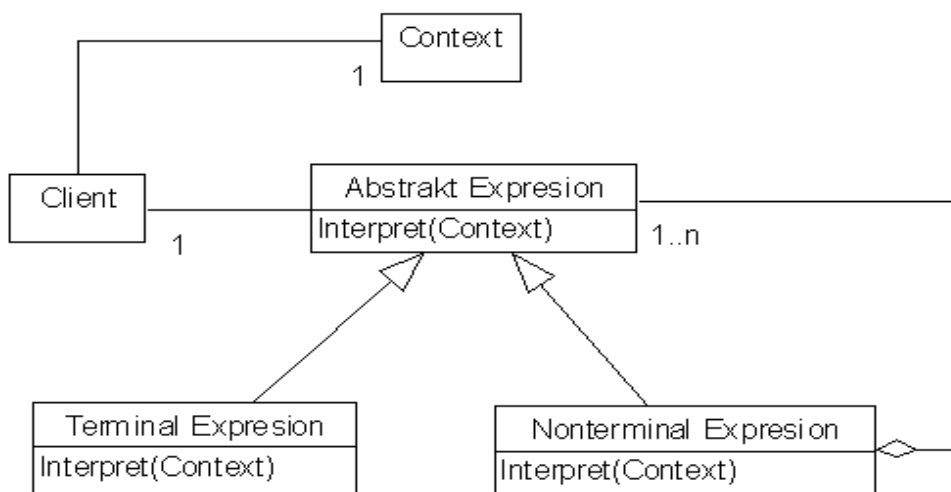 Context
1
Client
Abstrakt Expresion
Interpret(Context)
1
1..n
Terminal Expresion
Interpret(Context)
Nonterminal Expresion
Interpret(Context)